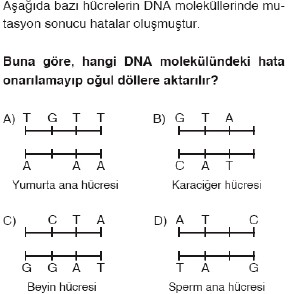 Aşağıda bazı hücrelerin DNA moleküllerinde mu-
tasyon sonucu hatalar oluşmuştur.
Buna göre, hangi DNA molekülündeki hata
onarılamayıp oğul döllere aktarılır?
A) T G T T
A A A
Yumurta ana hücresi
B) G T A
C A T
Karaciğer hücresi
C) C T A
G G A T
Beyin hücresi
D) A T C
T A G
Sperm ana hücresi